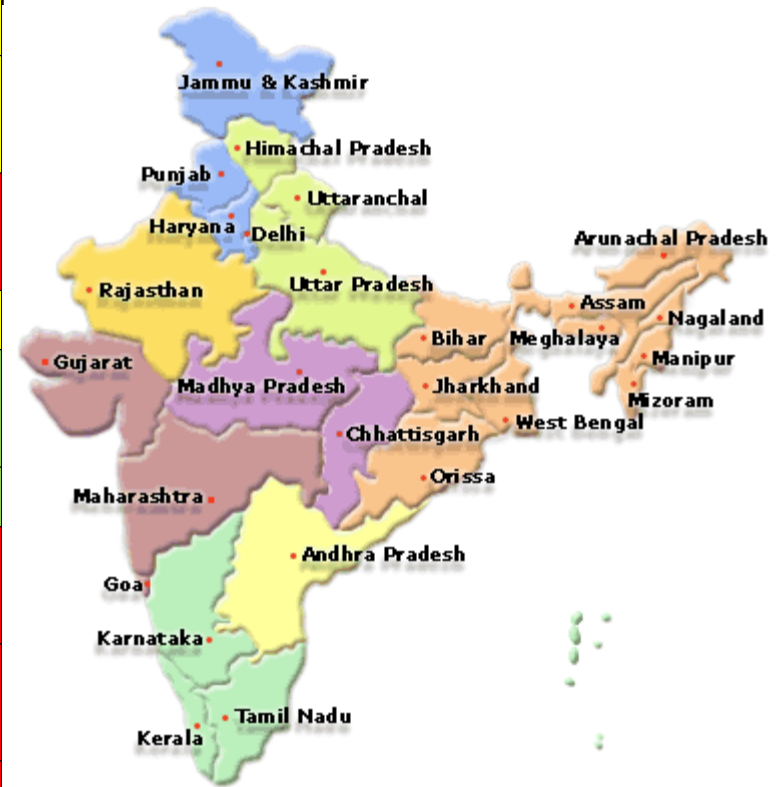 Jammu & Kashmir
Himachal Pradesh
Punjab
Uttaranchal
Haryana
Delhi
Arunachal Pradesh
Rajasthan
Uttar Pradesh
Assam
Nagaland
Bihar
Meghalaya
Manipur
Gujarat
Madhya Pradesh
Jharkhand
Mizoram
West Bengal
Chhattisgarh
Orissa
Maharashtra
Andhra Pradesh
Goa
Karnataka
Tamil Nadu
Kerala